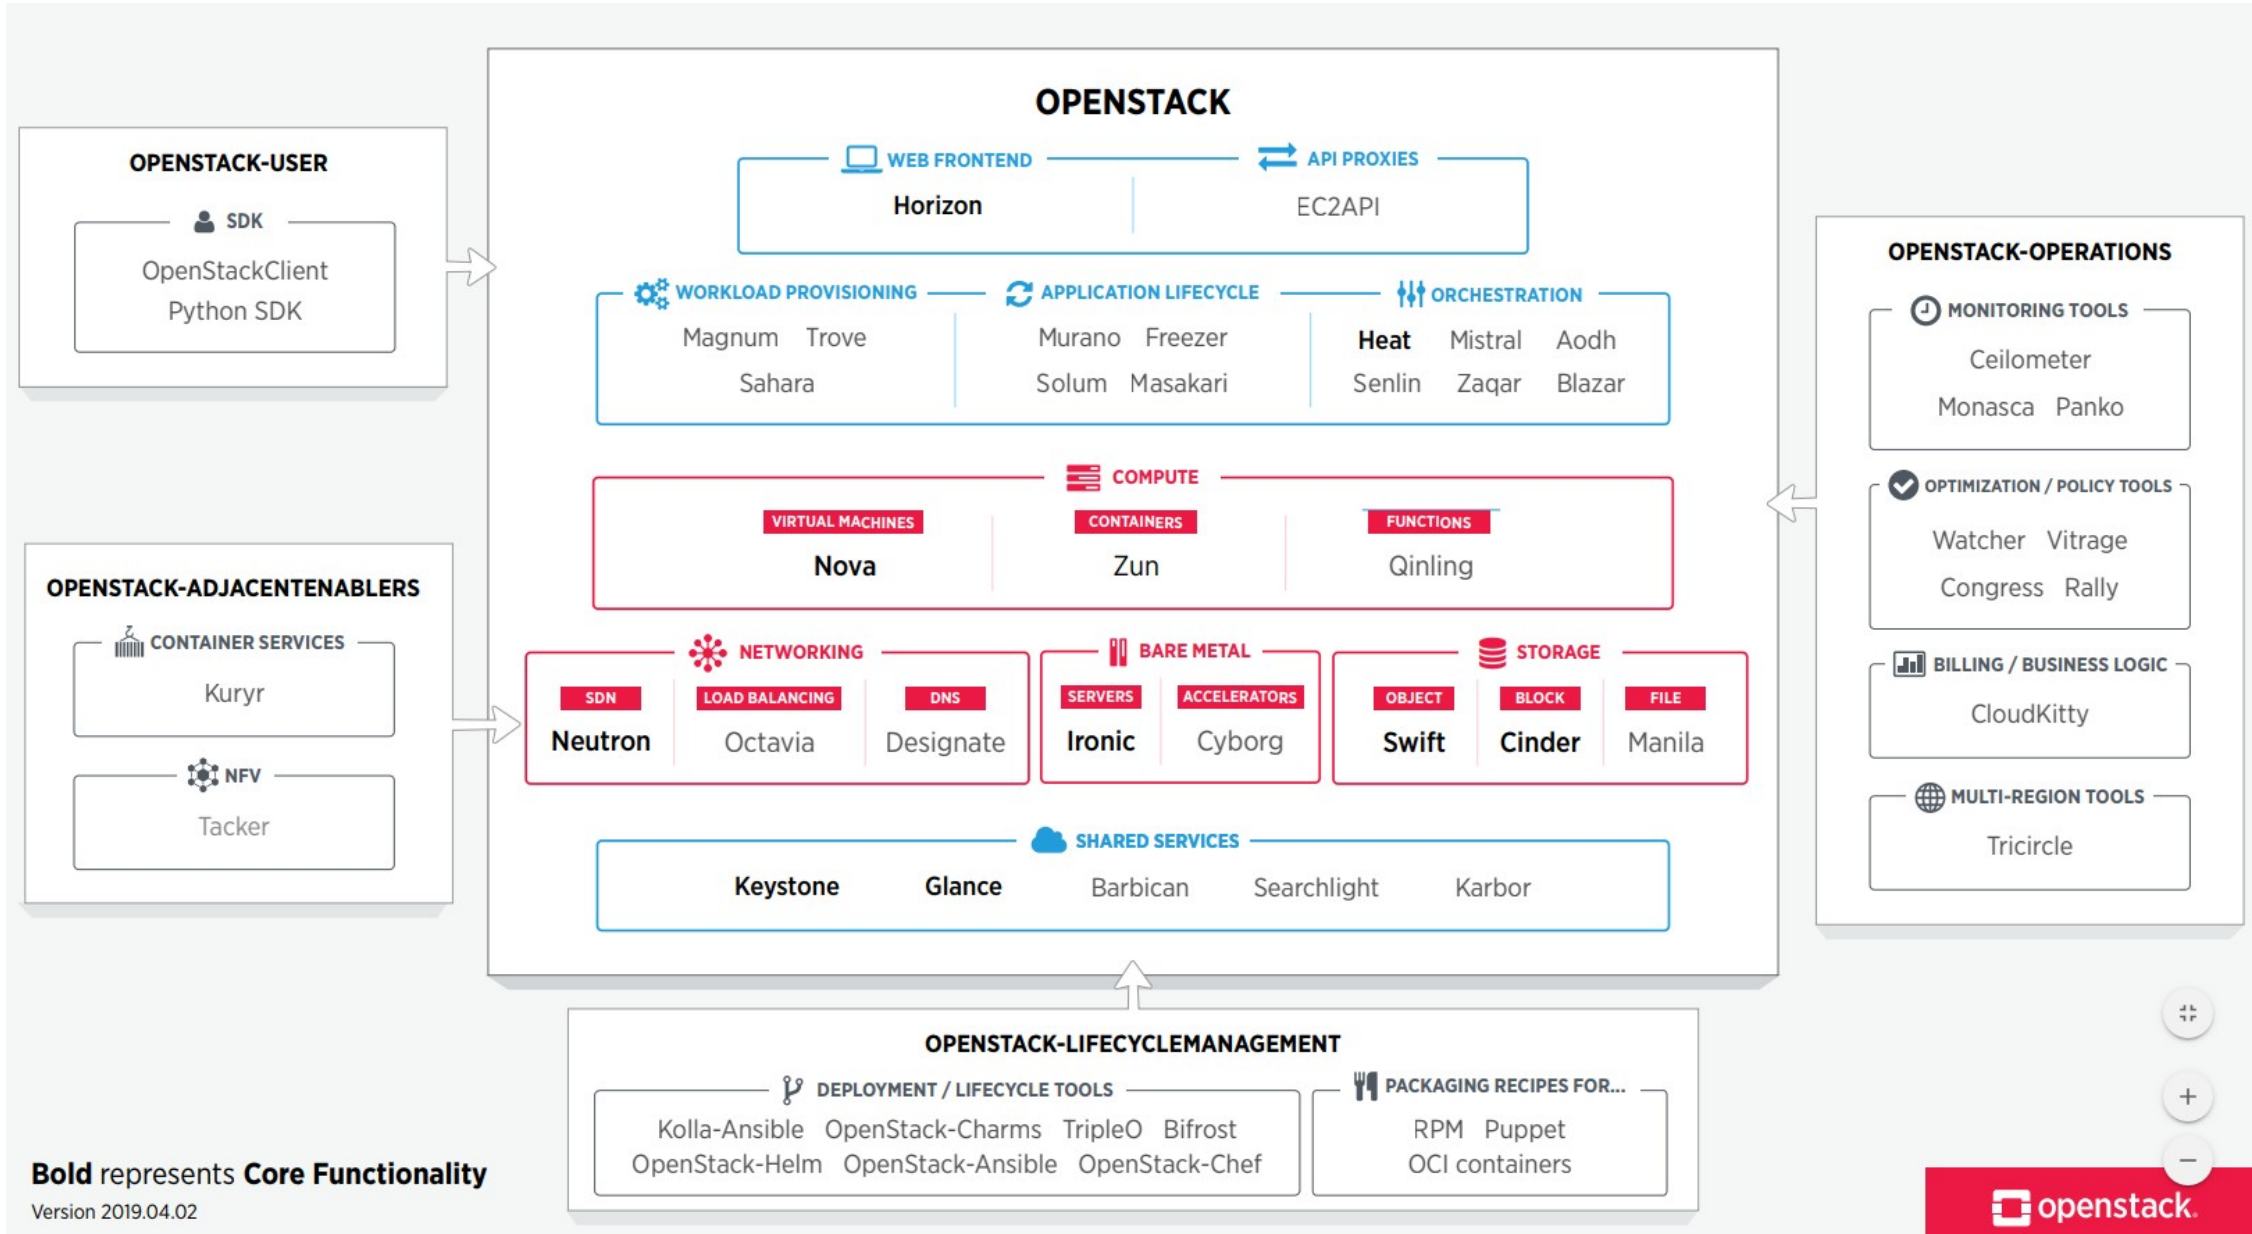 OPENSTACK
WEB FRONTEND
API PROXIES
Horizon
EC2API
WORKLOAD PROVISIONING
APPLICATION LIFECYCLE
ORCHESTRATION
Magnum Trove
Sahara
Murano Freezer
Solum Masakari
Heat Mistral Aodh
Senlin Zaqar Blazar
COMPUTE
VIRTUAL MACHINES
Nova
CONTAINERS
Zun
FUNCTIONS
Qinling
NETWORKING
SDN
Neutron
LOAD BALANCING
Octavia
DNS
Designate
BARE METAL
SERVERS
Ironic
ACCELERATORS
Cyborg
STORAGE
OBJECT
Swift
BLOCK
Cinder
FILE
Manila
SHARED SERVICES
Keystone Glance Barbican Searchlight Karbor
OPENSTACK-USER
SDK
OpenStackClient
Python SDK
OPENSTACK-ADJACENTENABLERS
CONTAINER SERVICES
Kuryr
NFV
Tacker
OPENSTACK-OPERATIONS
MONITORING TOOLS
Ceilometer
Monasca Panko
OPTIMIZATION / POLICY TOOLS
Watcher Vitrage
Congress Rally
BILLING / BUSINESS LOGIC
CloudKitty
MULTI-REGION TOOLS
Tricircle
OPENSTACK-LIFECYCLEMANAGEMENT
DEPLOYMENT / LIFECYCLE TOOLS
Kolla-Ansible OpenStack-Charms TripleO Bifrost
OpenStack-Helm OpenStack-Ansible OpenStack-Chef
PACKAGING RECIPES FOR...
RPM Puppet
OCI containers
Bold represents Core Functionality
Version 2019.04.02
openstack.